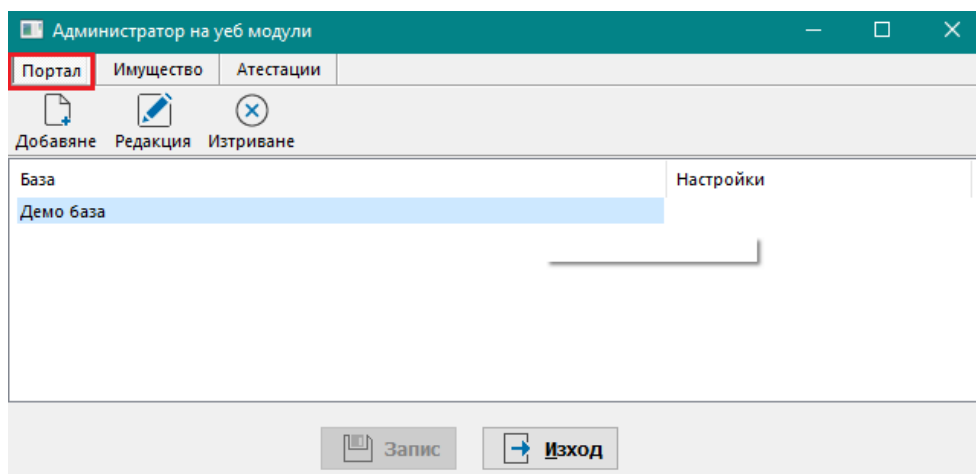 Администратор на уеб модули
Портал Имущество Атестации
Добавяне Редакция Изтриване
База Настройки
Демо база
Запис Изход